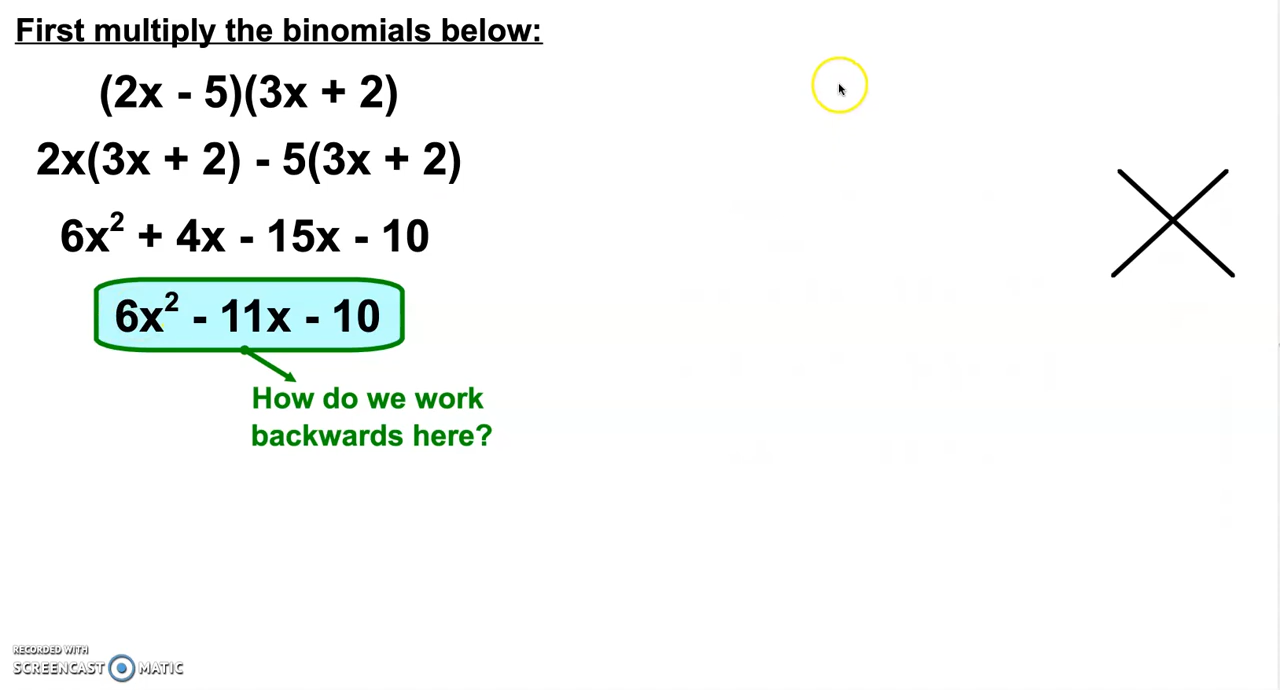 First multiply the binomials below:
(2x - 5)(3x + 2)
2x(3x + 2) - 5(3x + 2)
6x² + 4x - 15x - 10
6x² - 11x - 10
How do we work
backwards here?
RECORDED WITH
SCREENCAST MATIC